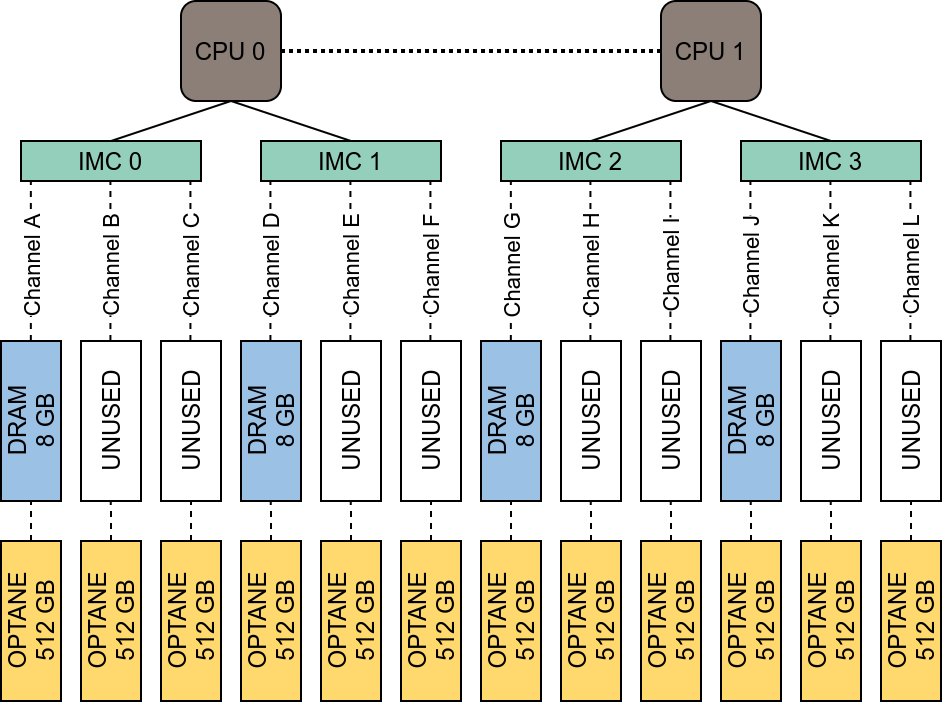 CPU 0
CPU 1
IMC 0
IMC 1
IMC 2
IMC 3
Channel A
Channel B
Channel C
Channel D
Channel E
Channel F
Channel G
Channel H
Channel I
Channel J
Channel K
Channel L
DRAM
8 GB
UNUSED
UNUSED
DRAM
8 GB
UNUSED
UNUSED
DRAM
8 GB
UNUSED
UNUSED
DRAM
8 GB
UNUSED
UNUSED
OPTANE
512 GB
OPTANE
512 GB
OPTANE
512 GB
OPTANE
512 GB
OPTANE
512 GB
OPTANE
512 GB
OPTANE
512 GB
OPTANE
512 GB
OPTANE
512 GB
OPTANE
512 GB
OPTANE
512 GB
OPTANE
512 GB